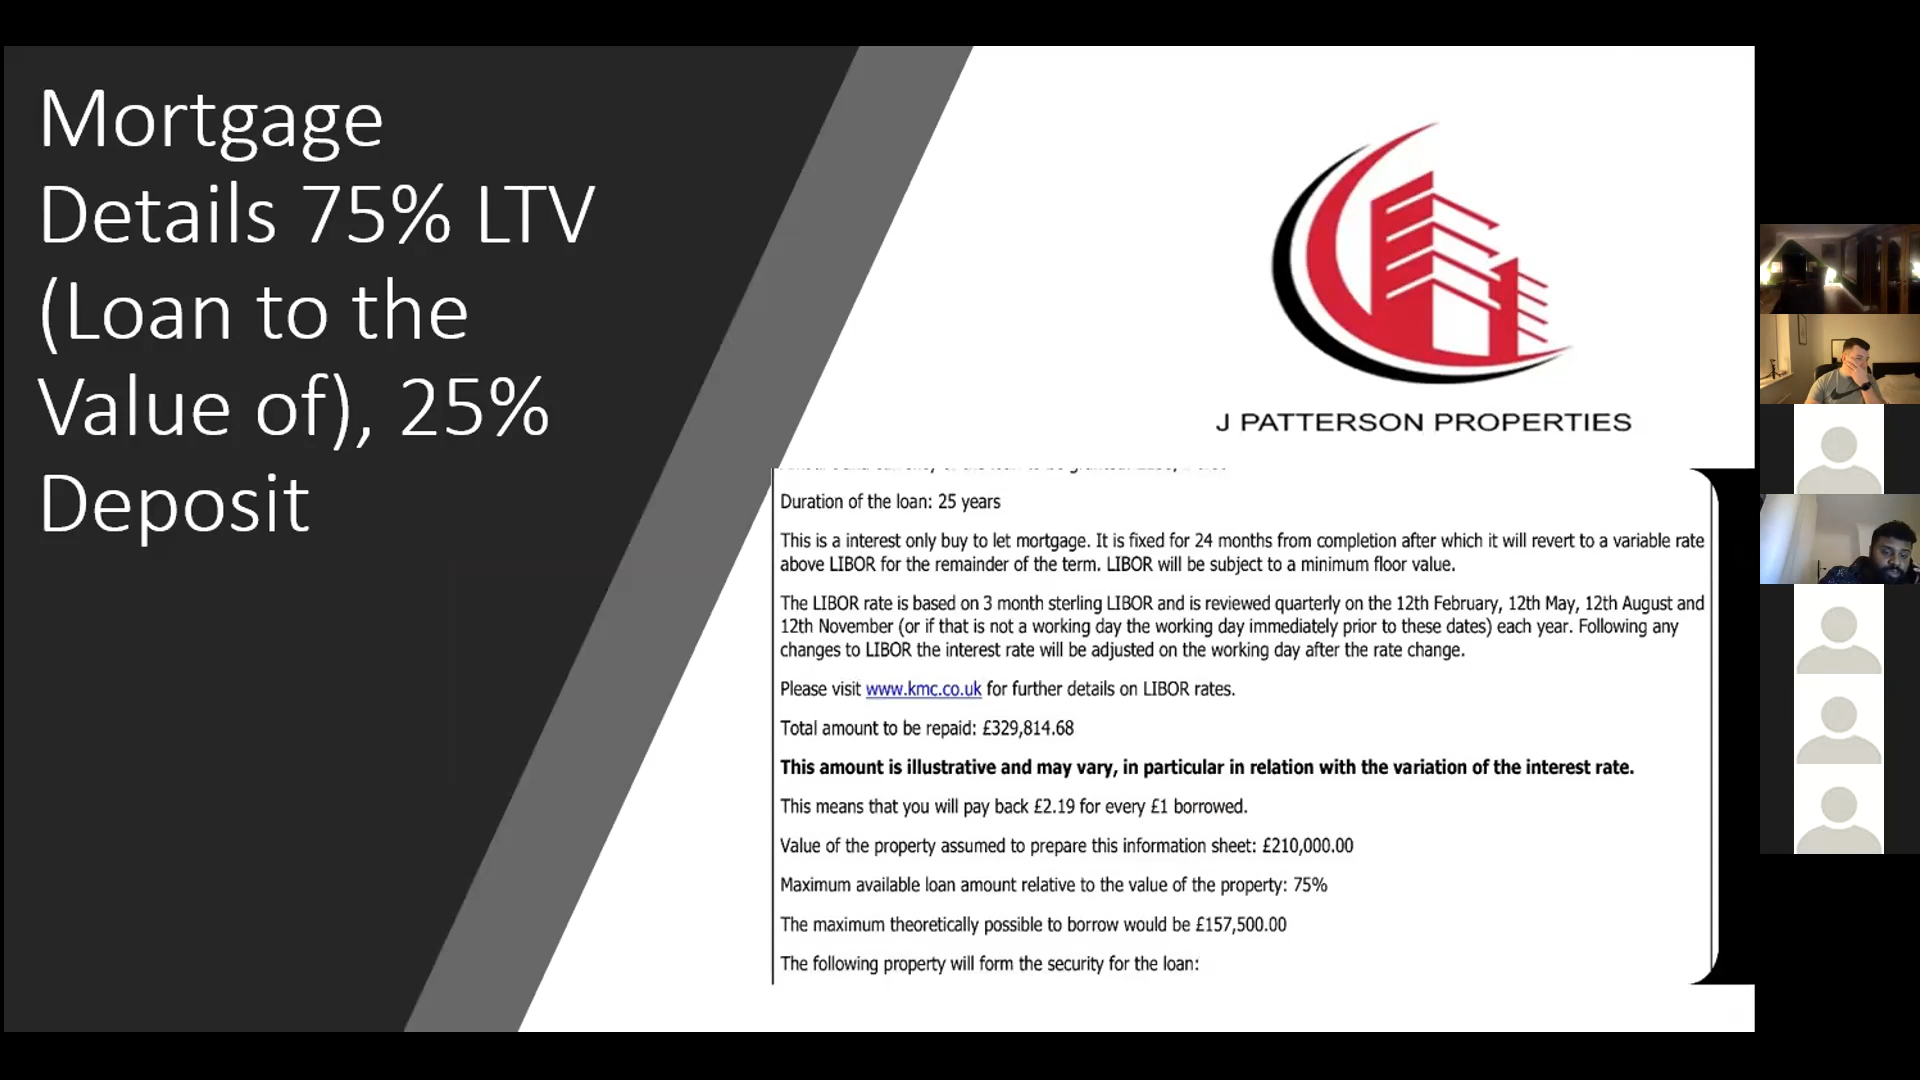 Mortgage
Details 75% LTV
(Loan to the
Value of), 25%
Deposit
J PATTERSON PROPERTIES
Duration of the loan: 25 years
This is a interest only buy to let mortgage. It is fixed for 24 months from completion after which it will revert to a variable rate
above LIBOR for the remainder of the term. LIBOR will be subject to a minimum floor value.
The LIBOR rate is based on 3 month sterling LIBOR and is reviewed quarterly on the 12th February, 12th May, 12th August and
12th November (or if that is not a working day the working day immediately prior to these dates) each year. Following any
changes to LIBOR the interest rate will be adjusted on the working day after the rate change.
Please visit www.kmc.co.uk for further details on LIBOR rates.
Total amount to be repaid: £329,814.68
This amount is illustrative and may vary, in particular in relation with the variation of the interest rate.
This means that you will pay back £2.19 for every £1 borrowed.
Value of the property assumed to prepare this information sheet: £210,000.00
Maximum available loan amount relative to the value of the property: 75%
The maximum theoretically possible to borrow would be £157,500.00
The following property will form the security for the loan: